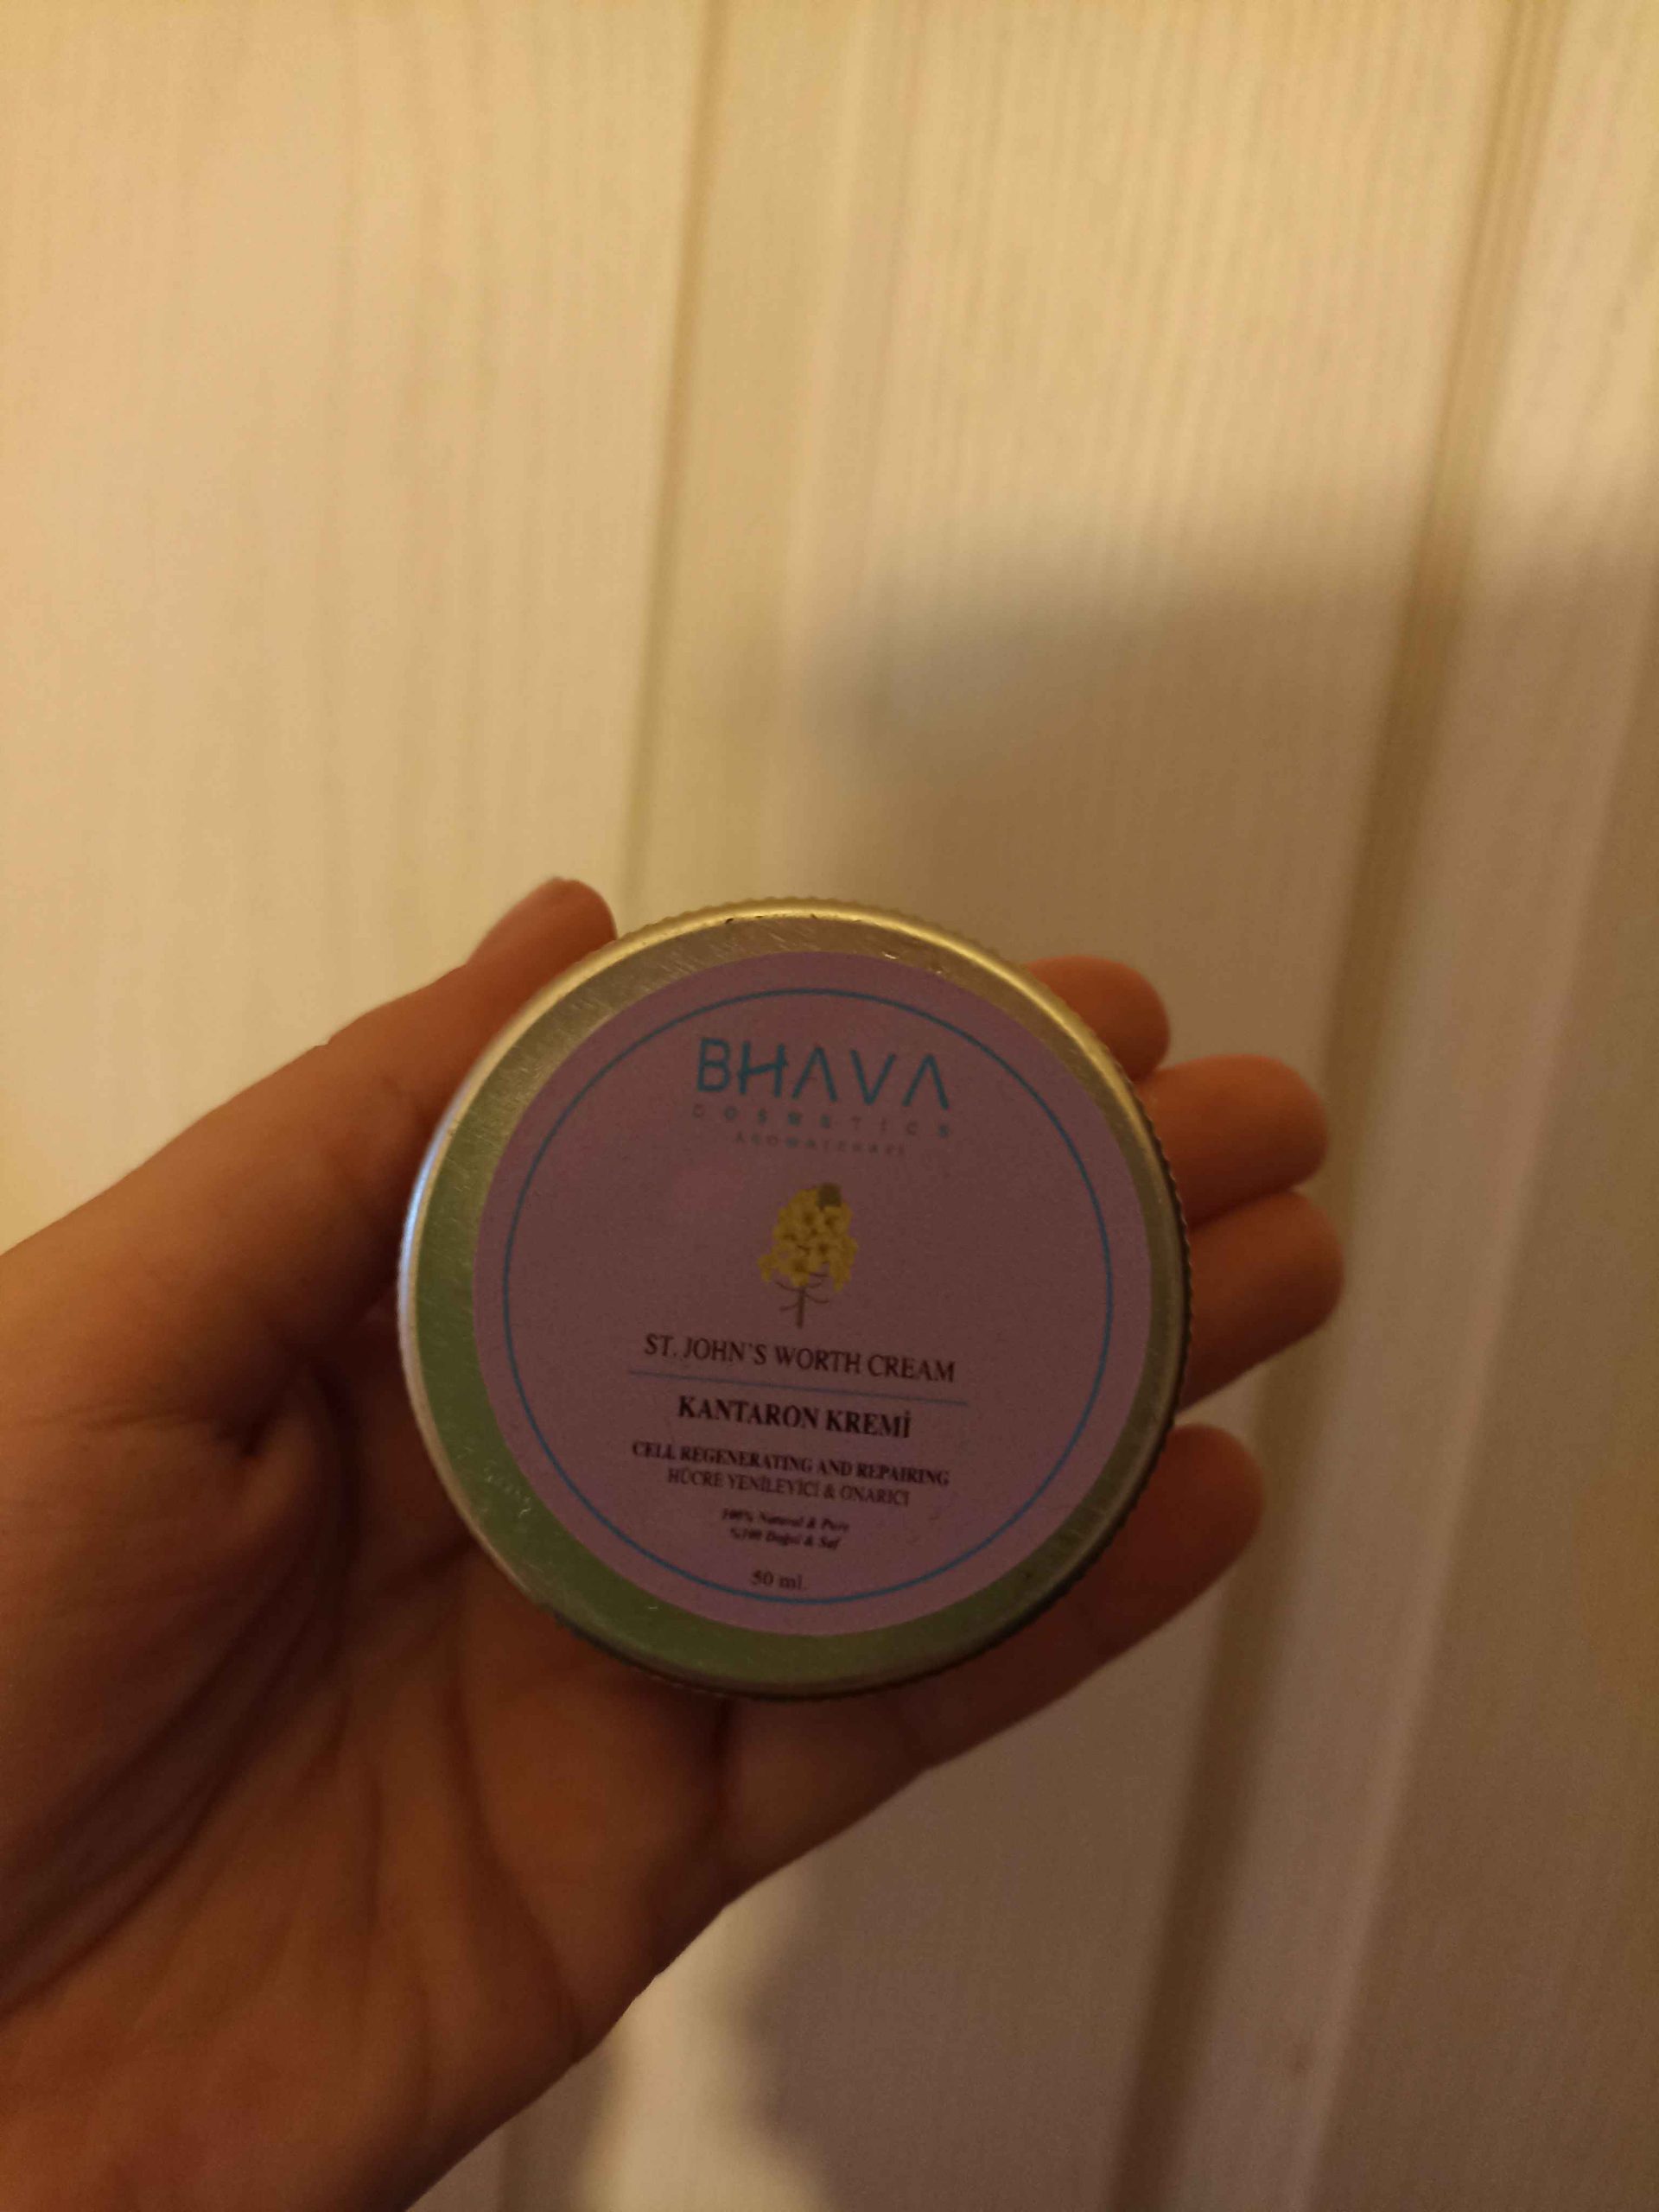 BHAVA
COSMETICS
AROMATHERAPI
ST. JOHN'S WORTH CREAM
KANTARON KREMİ
CELL REGENERATING AND REPAIRING
HÜCRE YENİLEYİCİ & ONARICI
100% Natural & Pure
%100 Doğal & Saf
50 ml.